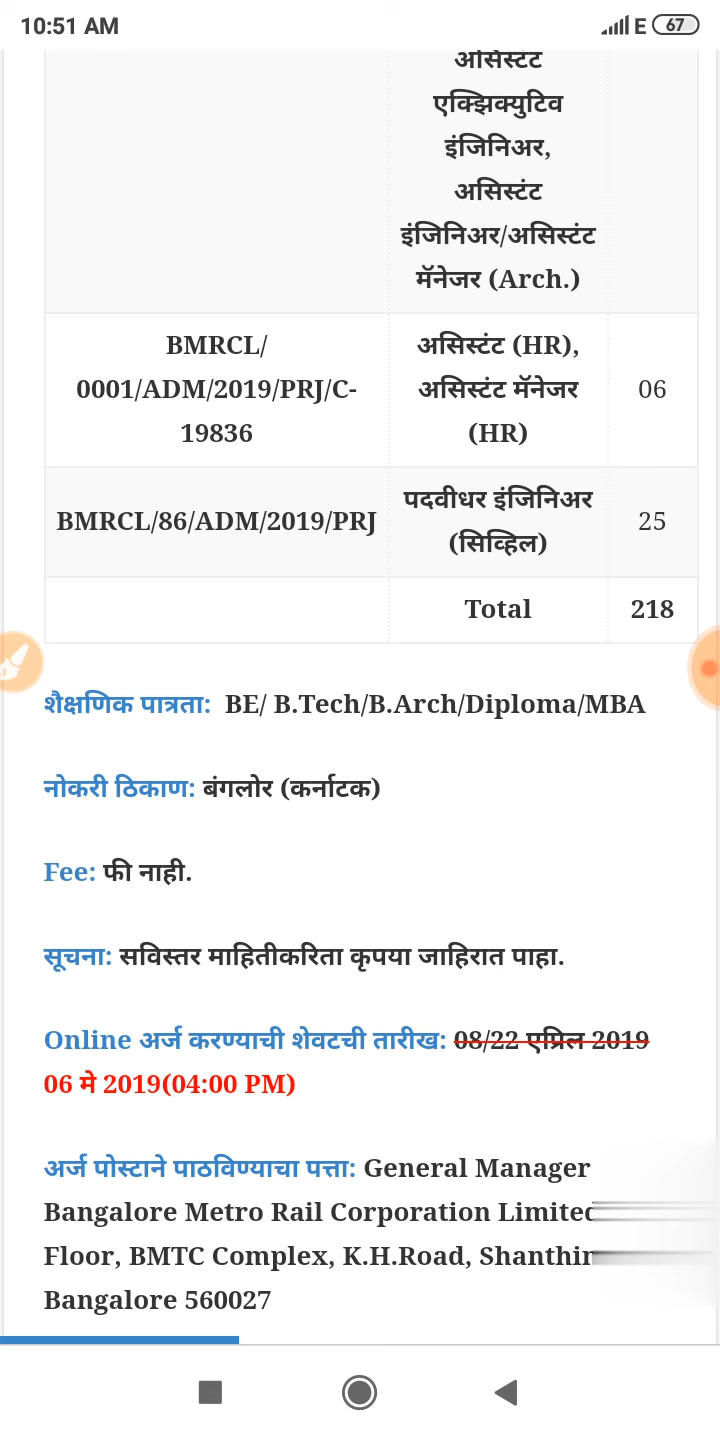 10:51 AM
E 67
असिस्टंट
एक्झिक्युटिव
इंजिनिअर,
असिस्टंट
इंजिनिअर/असिस्टंट
मॅनेजर (Arch.)
BMRCL/
0001/ADM/2019/PRJ/C-
19836
असिस्टंट (HR),
असिस्टंट मॅनेजर
(HR)
06
BMRCL/86/ADM/2019/PRJ
पदवीधर इंजिनिअर
(सिव्हिल)
25
Total
218
शैक्षणिक पात्रता: BE/ B.Tech/B.Arch/Diploma/MBA
नोकरी ठिकाण: बंगलोर (कर्नाटक)
Fee: फी नाही.
सूचना: सविस्तर माहितीकरिता कृपया जाहिरात पाहा.
Online अर्ज करण्याची शेवटची तारीख: 08/22 एप्रिल 2019
06 मे 2019(04:00 PM)
अर्ज पोस्टाने पाठविण्याचा पत्ता: General Manager
Bangalore Metro Rail Corporation
Floor, BMTC Complex, K.H.Road,
Bangalore 560027